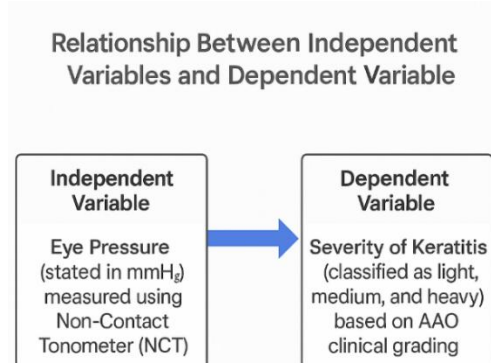 Relationship Between Independent
Variables and Dependent Variable
Independent
Variable
Eye Pressure
(stated in mmHg)
measured using
Non-Contact
Tonometer (NCT)
Dependent
Variable
Severity of Keratitis
(classified as light,
medium, and heavy)
based on AAO
clinical grading